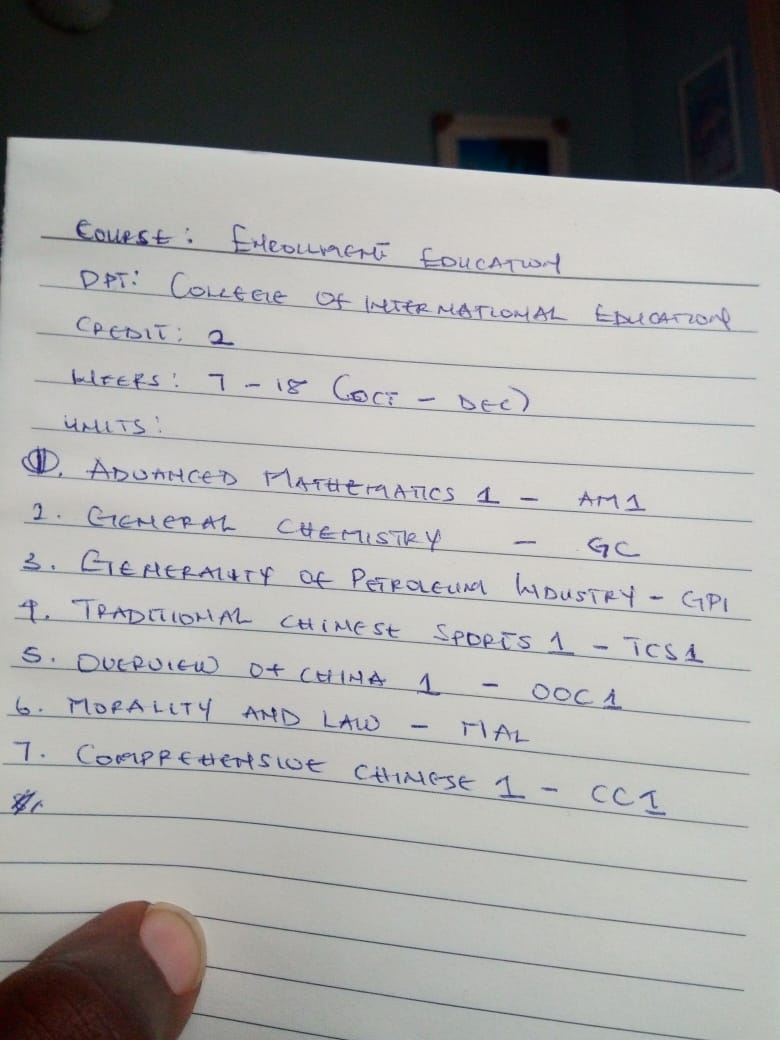 COURSE: ENROLLMENT EDUCATION
DPT: COLLEGE OF INTERNATIONAL EDUCATION
CREDIT: 2
WEEKS: 7 - 18 (OCT - DEC)
UNITS:
1. ADVANCED MATHEMATICS 1 - AM1
2. GENERAL CHEMISTRY - GC
3. GENERALITY OF PETROLEUM INDUSTRY - GPI
4. TRADITIONAL CHINESE SPORTS 1 - TCS1
5. OVERVIEW OF CHINA 1 - OOC1
6. MORALITY AND LAW - MAL
7. COMPREHENSIVE CHINESE 1 - CC1